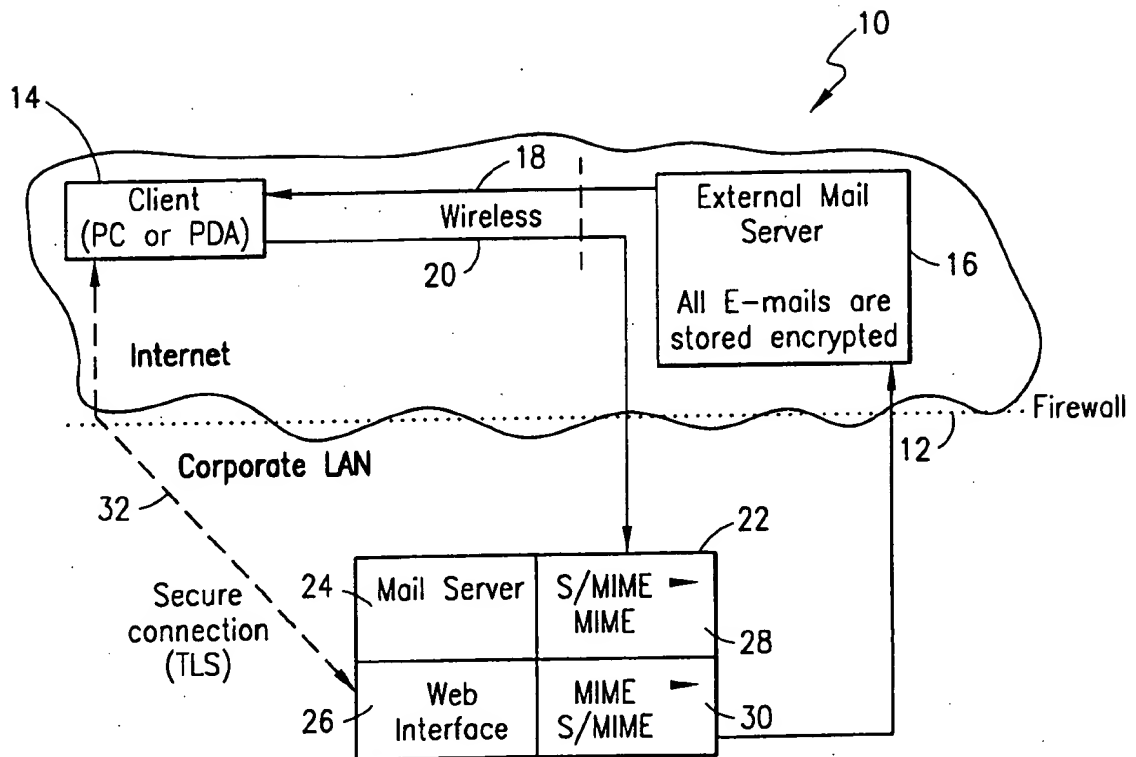 10
14
18
Client
(PC or PDA)
Wireless
20
External Mail
Server
All E-mails are
stored encrypted
16
Internet
Firewall
12
Corporate LAN
32
Secure
connection
(TLS)
22
24
Mail Server
S/MIME
MIME
28
26
Web
Interface
MIME
S/MIME
30